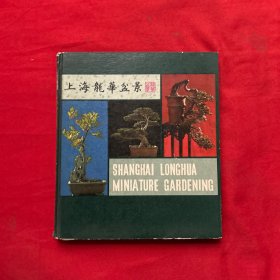 上海龍華盆景
SHANGHAI LONGHUA
MINIATURE GARDENING